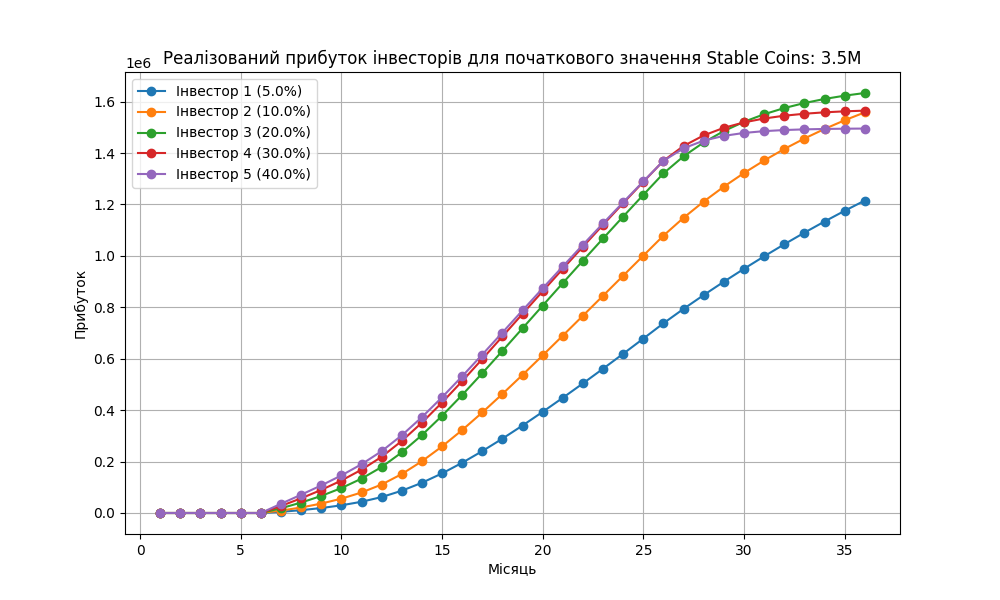 Реалізований прибуток інвесторів для початкового значення Stable Coins: 3.5M
1e6
Інвестор 1 (5.0%)
Інвестор 2 (10.0%)
Інвестор 3 (20.0%)
Інвестор 4 (30.0%)
Інвестор 5 (40.0%)
1.6
1.4
1.2
1.0
0.8
0.6
0.4
0.2
0.0
Прибуток
0 5 10 15 20 25 30 35
Місяць